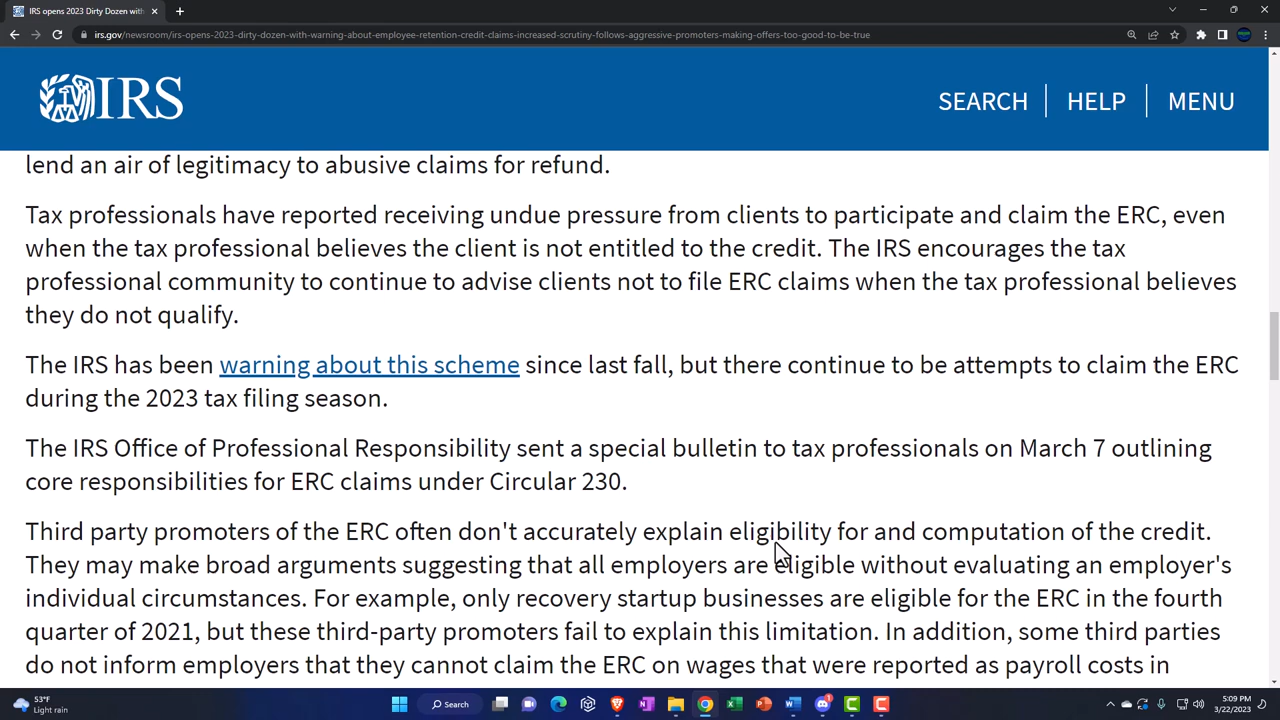 IRS opens 2023 Dirty Dozen with
irs.gov/newsroom/irs-opens-2023-dirty-dozen-with-warning-about-employee-retention-credit-claims-increased-scrutiny-follows-aggressive-promoters-making-offers-too-good-to-be-true
IRS
SEARCH
HELP
MENU
lend an air of legitimacy to abusive claims for refund.
Tax professionals have reported receiving undue pressure from clients to participate and claim the ERC, even
when the tax professional believes the client is not entitled to the credit. The IRS encourages the tax
professional community to continue to advise clients not to file ERC claims when the tax professional believes
they do not qualify.
The IRS has been warning about this scheme since last fall, but there continue to be attempts to claim the ERC
during the 2023 tax filing season.
The IRS Office of Professional Responsibility sent a special bulletin to tax professionals on March 7 outlining
core responsibilities for ERC claims under Circular 230.
Third party promoters of the ERC often don't accurately explain eligibility for and computation of the credit.
They may make broad arguments suggesting that all employers are eligible without evaluating an employer's
individual circumstances. For example, only recovery startup businesses are eligible for the ERC in the fourth
quarter of 2021, but these third-party promoters fail to explain this limitation. In addition, some third parties
do not inform employers that they cannot claim the ERC on wages that were reported as payroll costs in
53°F
Light rain
Search
5:09 PM
3/22/2023